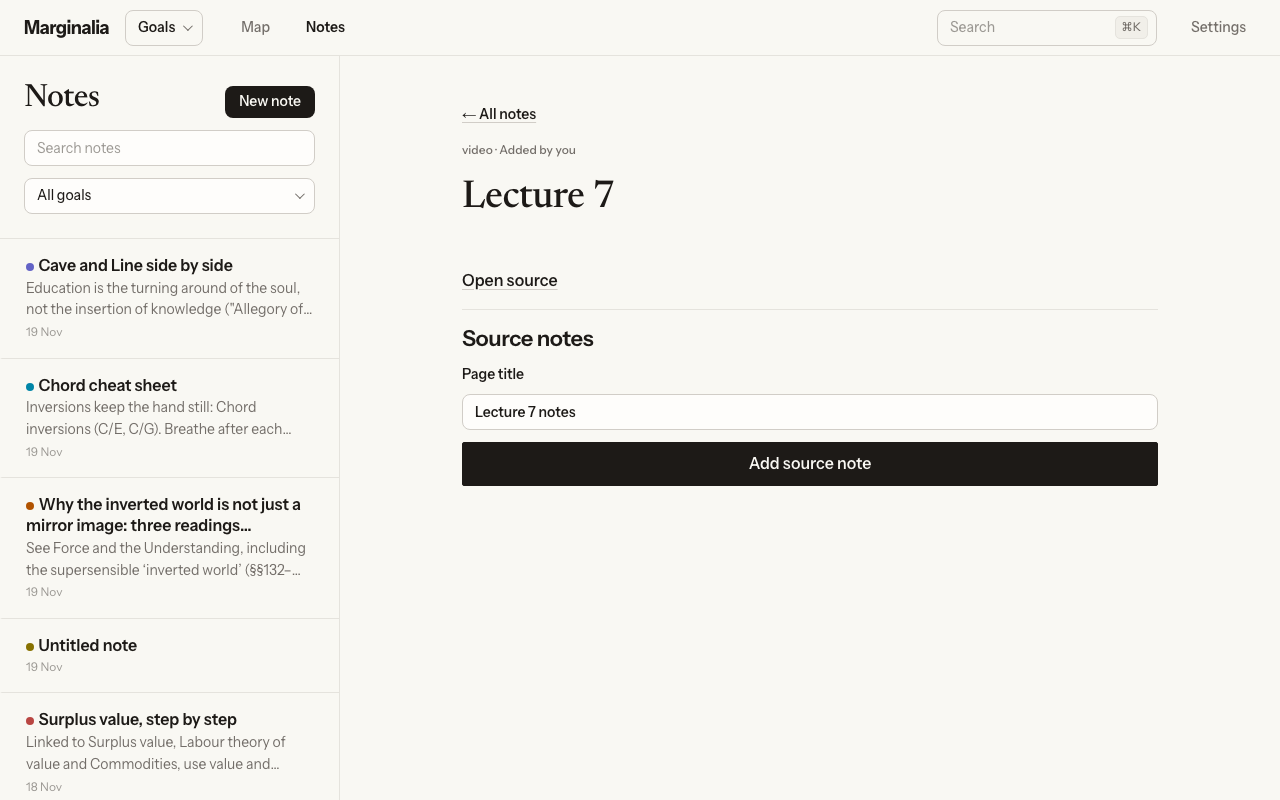 Marginalia
Goals
Map
Notes
Search
⌘K
Settings
Notes
New note
Search notes
All goals
Cave and Line side by side
Education is the turning around of the soul,
not the insertion of knowledge ("Allegory of…
19 Nov
Chord cheat sheet
Inversions keep the hand still: Chord
inversions (C/E, C/G). Breathe after each…
19 Nov
Why the inverted world is not just a
mirror image: three readings…
See Force and the Understanding, including
the supersensible ‘inverted world’ (§§132–…
19 Nov
Untitled note
19 Nov
Surplus value, step by step
Linked to Surplus value, Labour theory of
value and Commodities, use value and…
18 Nov
← All notes
video · Added by you
Lecture 7
Open source
Source notes
Page title
Lecture 7 notes
Add source note